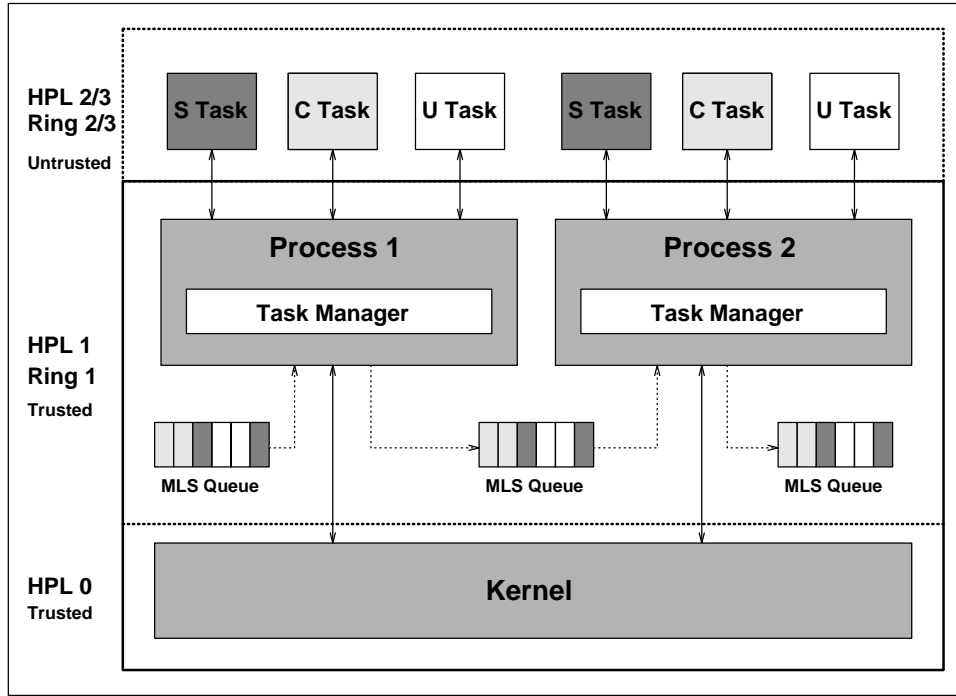 HPL 2/3
Ring 2/3
Untrusted
S Task
C Task
U Task
S Task
C Task
U Task
Process 1
Task Manager
Process 2
Task Manager
HPL 1
Ring 1
Trusted
MLS Queue
MLS Queue
MLS Queue
HPL 0
Trusted
Kernel